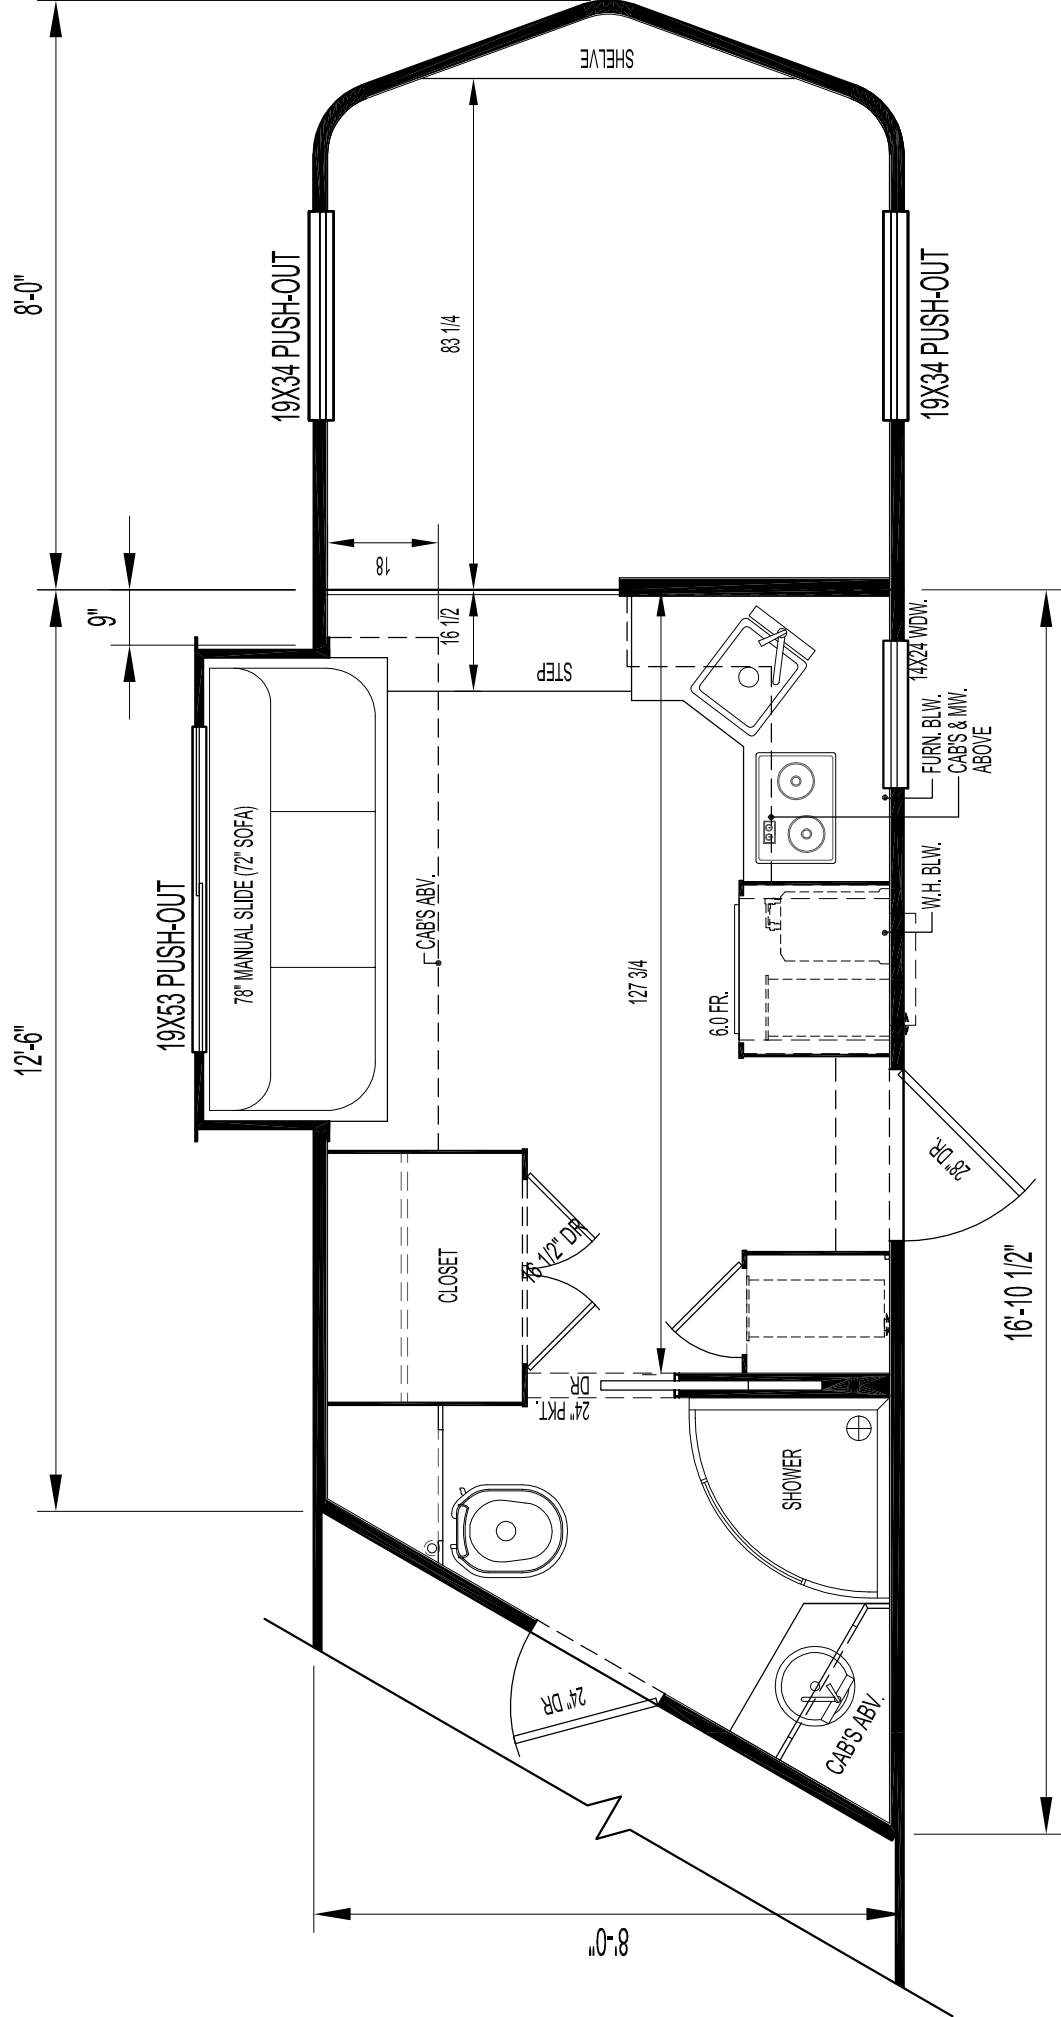 8'-0"
SHELVE
19X34 PUSH-OUT
83 1/4
19X34 PUSH-OUT
18
9"
16 1/2
STEP
14X24 WDW.
FURN. BLW.
CAB'S & MW.
ABOVE
12'-6"
19X53 PUSH-OUT
78" MANUAL SLIDE (72" SOFA)
CAB'S ABV.
127 3/4
6.0 FR.
W.H. BLW.
28" DR.
CLOSET
16 1/2" DR
16'-10 1/2"
24" PKT.
DR
SHOWER
24" DR
CAB'S ABV.
8'-0"